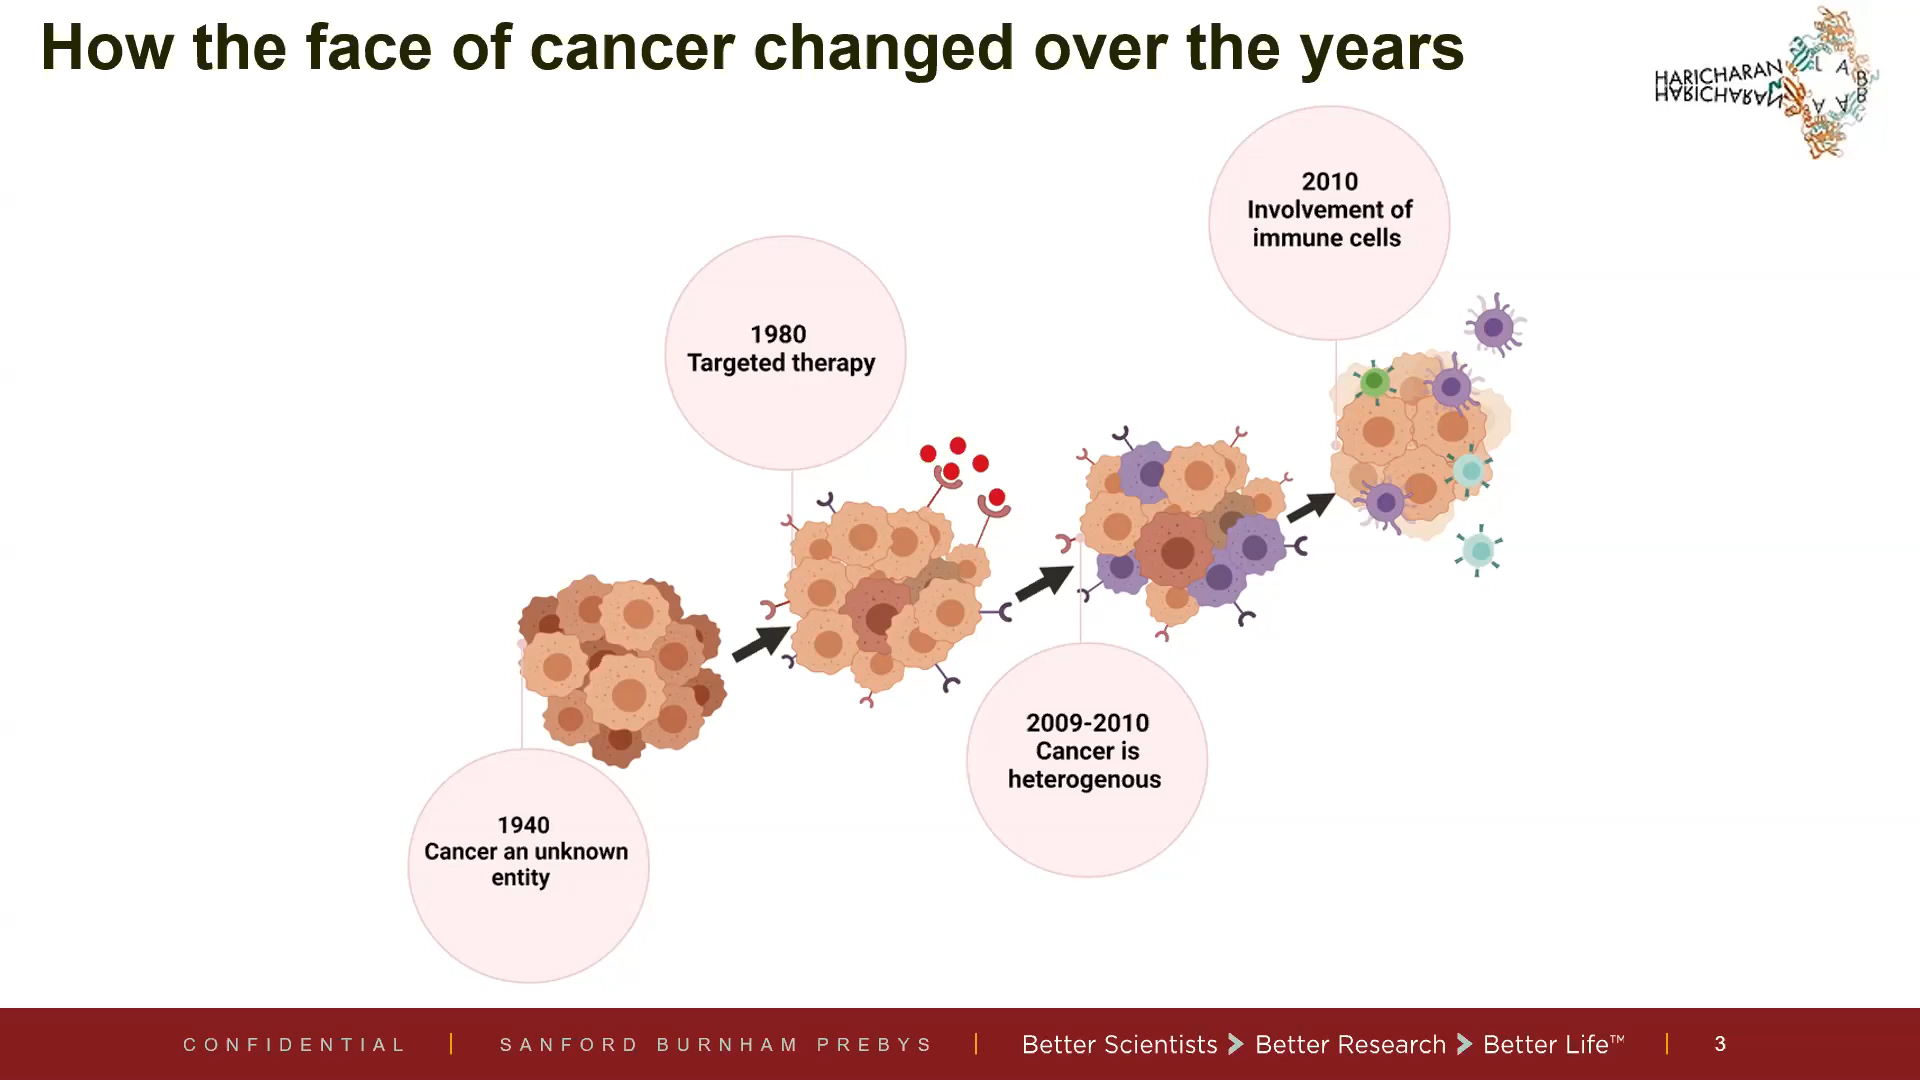 How the face of cancer changed over the years
HARICHARAN
LAB
2010
Involvement of
immune cells
1980
Targeted therapy
2009-2010
Cancer is
heterogenous
1940
Cancer an unknown
entity
CONFIDENTIAL | SANFORD BURNHAM PREBYS | Better Scientists > Better Research > Better Life™ | 3